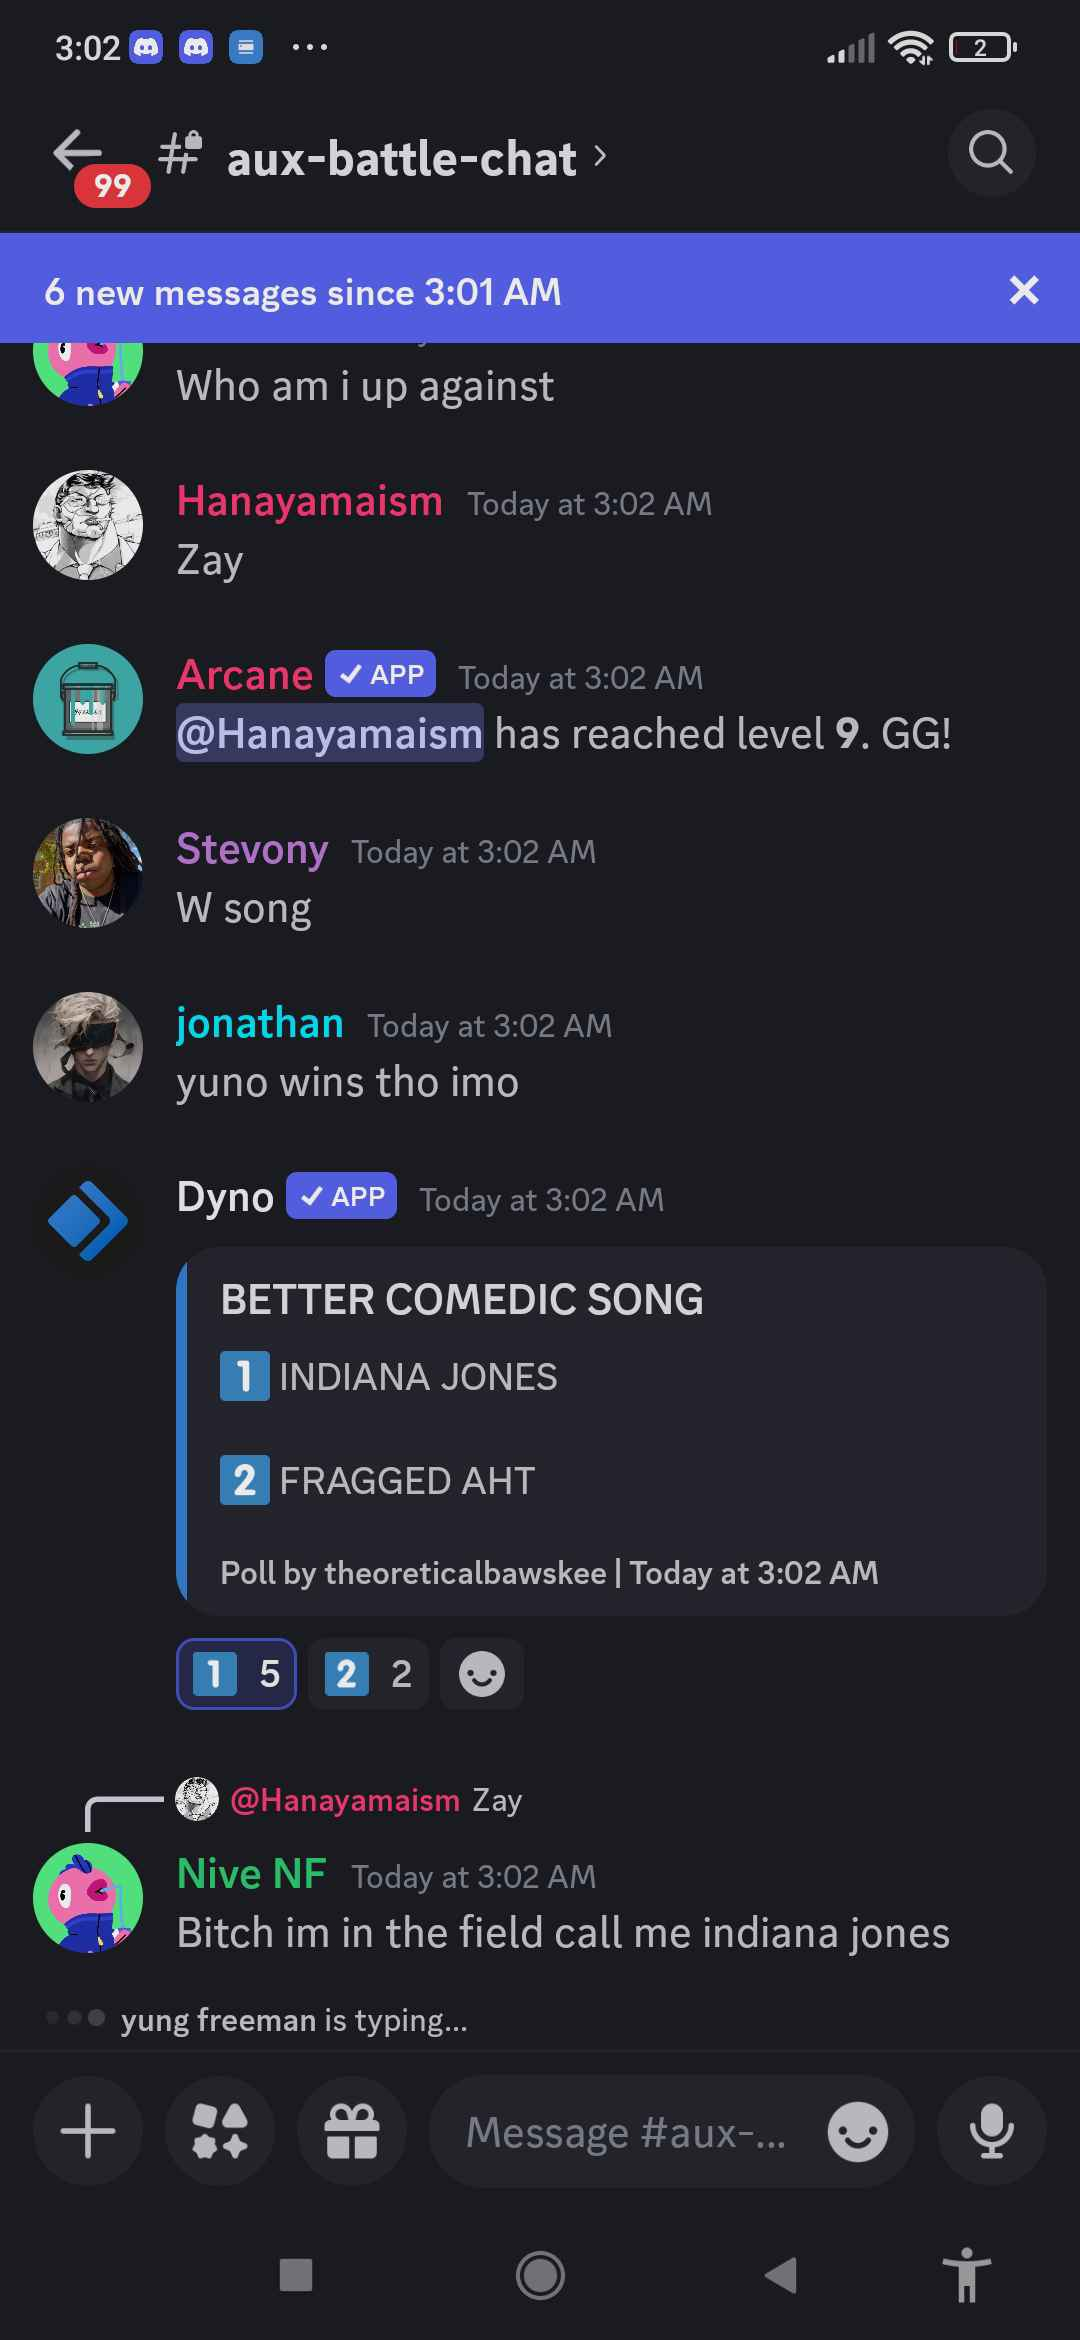 3:02
2
99
aux-battle-chat
6 new messages since 3:01 AM
Who am i up against
Hanayamaism Today at 3:02 AM
Zay
Arcane APP Today at 3:02 AM
@Hanayamaism has reached level 9. GG!
Stevony Today at 3:02 AM
W song
jonathan Today at 3:02 AM
yuno wins tho imo
Dyno APP Today at 3:02 AM
BETTER COMEDIC SONG
1 INDIANA JONES
2 FRAGGED AHT
Poll by theoreticalbawskee | Today at 3:02 AM
1 5 2 2
@Hanayamaism Zay
Nive NF Today at 3:02 AM
Bitch im in the field call me indiana jones
yung freeman is typing...
Message #aux-...